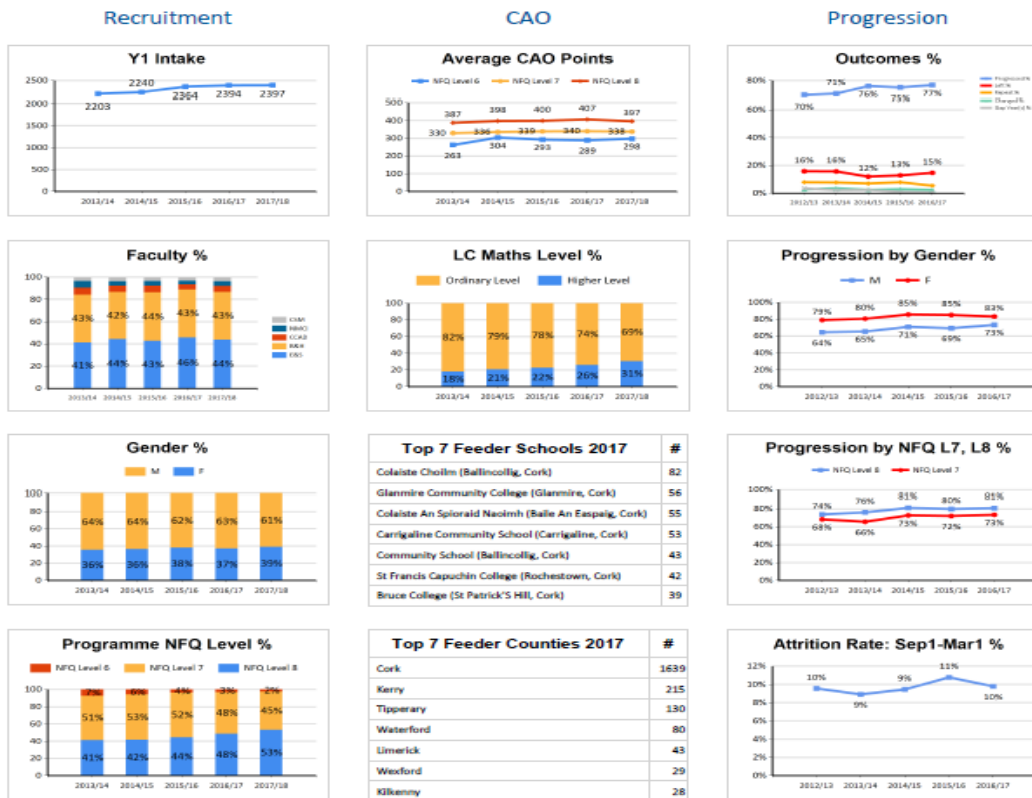 Recruitment
CAO
Progression
Y1 Intake
2500
2000
1500
1000
500
0
2203
2240
2364
2394
2397
2013/14 2014/15 2015/16 2016/17 2017/18
Average CAO Points
NFQ Level 6 NFQ Level 7 NFQ Level 8
500
400
300
200
100
0
387 398 400 407 397
330 336 339 340 338
263 304 293 289 298
2013/14 2014/15 2015/16 2016/17 2017/18
Outcomes %
Progressed %
Left %
Repeat %
Changed %
80%
60%
40%
20%
0%
70% 71% 76% 75% 77%
16% 16% 12% 13% 15%
2012/13 2013/14 2014/15 2015/16 2016/17
Faculty %
100
80
60
40
20
0
43% 42% 44% 43% 43%
41% 44% 43% 46% 44%
2013/14 2014/15 2015/16 2016/17 2017/18
CSM
NMCI
CCAD
B&H
E&S
LC Maths Level %
Ordinary Level Higher Level
100
80
60
40
20
0
82% 79% 78% 74% 69%
18% 21% 22% 26% 31%
2013/14 2014/15 2015/16 2016/17 2017/18
Progression by Gender %
M F
100%
80%
60%
40%
20%
0%
79% 80% 85% 85% 83%
64% 65% 71% 69% 73%
2012/13 2013/14 2014/15 2015/16 2016/17
Gender %
M F
100
80
60
40
20
0
64% 64% 62% 63% 61%
36% 36% 38% 37% 39%
2013/14 2014/15 2015/16 2016/17 2017/18
Top 7 Feeder Schools 2017 #
Colaiste Choilm (Ballincollig, Cork) 82
Glanmire Community College (Glanmire, Cork) 56
Colaiste An Spioraid Naoimh (Baile An Easpaig, Cork) 55
Carrigaline Community School (Carrigaline, Cork) 53
Community School (Ballincollig, Cork) 43
St Francis Capuchin College (Rochestown, Cork) 42
Bruce College (St Patrick'S Hill, Cork) 39
Progression by NFQ L7, L8 %
NFQ Level 8 NFQ Level 7
100%
80%
60%
40%
20%
0%
74% 76% 81% 80% 81%
68% 66% 73% 72% 73%
2012/13 2013/14 2014/15 2015/16 2016/17
Programme NFQ Level %
NFQ Level 6 NFQ Level 7 NFQ Level 8
100
80
60
40
20
0
7% 6% 4% 3% 2%
51% 53% 52% 48% 45%
41% 42% 44% 48% 53%
2013/14 2014/15 2015/16 2016/17 2017/18
Top 7 Feeder Counties 2017 #
Cork 1639
Kerry 215
Tipperary 130
Waterford 80
Limerick 43
Wexford 29
Kilkenny 28
Attrition Rate: Sep1-Mar1 %
12%
10%
8%
6%
4%
2%
0%
10% 9% 9% 11% 10%
2012/13 2013/14 2014/15 2015/16 2016/17